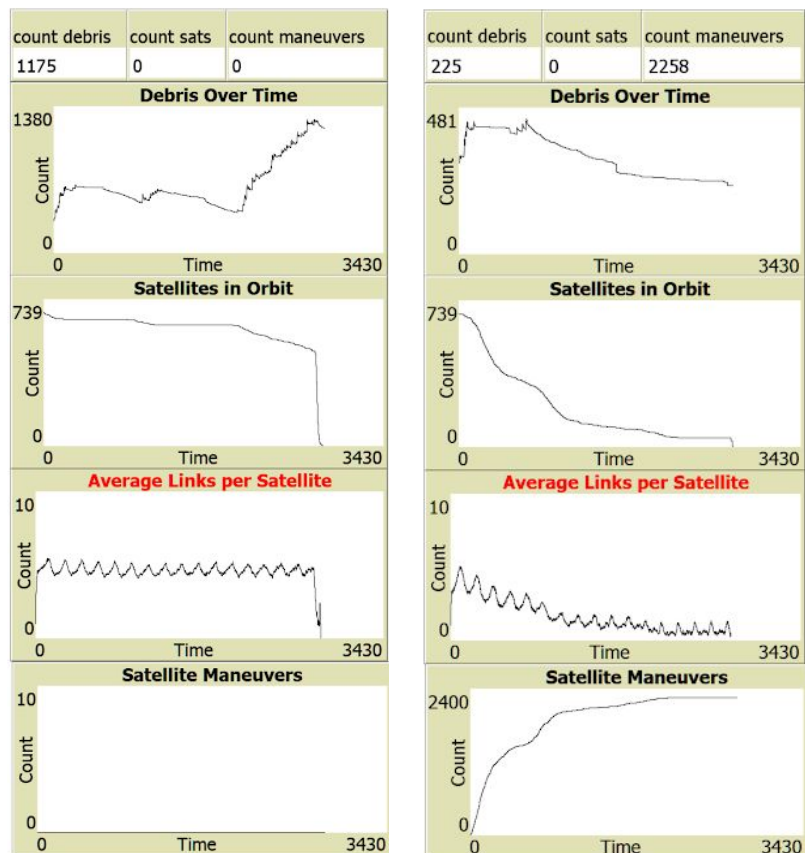 count debris count sats count maneuvers
1175 0 0
Debris Over Time
1380
Count
0
0 Time 3430
Satellites in Orbit
739
Count
0
0 Time 3430
Average Links per Satellite
10
Count
0
0 Time 3430
Satellite Maneuvers
10
Count
0
0 Time 3430
count debris count sats count maneuvers
225 0 2258
Debris Over Time
481
Count
0
0 Time 3430
Satellites in Orbit
739
Count
0
0 Time 3430
Average Links per Satellite
10
Count
0
0 Time 3430
Satellite Maneuvers
2400
Count
0
0 Time 3430